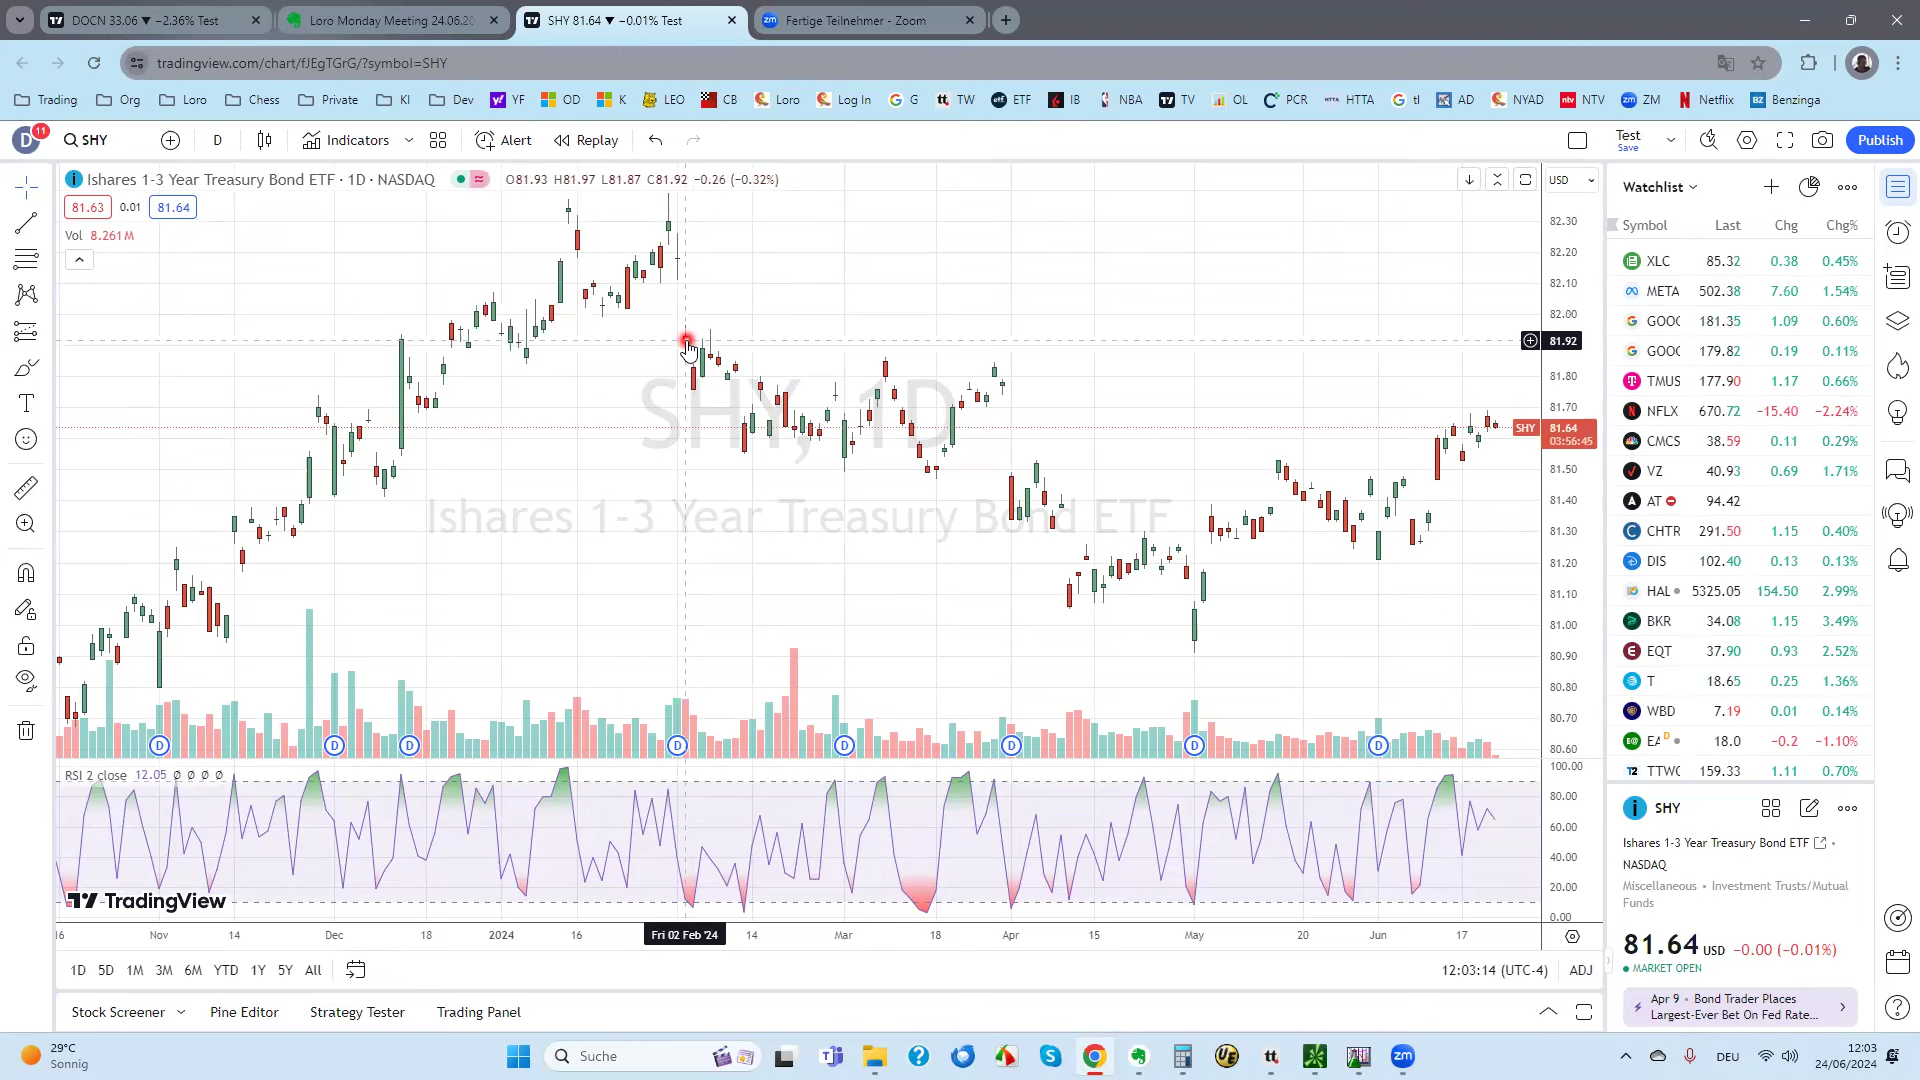 DOCN 33.06 ▼ −2.36% Test
Loro Monday Meeting 24.06.20
SHY 81.64 ▼ −0.01% Test
Fertige Teilnehmer - Zoom
tradingview.com/chart/fJEgTGrG/?symbol=SHY
Trading Org Loro Chess Private KI Dev YF OD K LEO CB Loro Log In G TW ETF IB NBA TV OL PCR HTTA tl AD NYAD NTV ZM Netflix Benzinga
D 11 SHY D Indicators Alert Replay Test Save Publish
Ishares 1-3 Year Treasury Bond ETF · 1D · NASDAQ O81.93 H81.97 L81.87 C81.92 −0.26 (−0.32%)
USD
81.63 0.01 81.64
Vol 8.261M
82.30
82.20
82.10
82.00
81.92
81.80
81.70
SHY 81.64
03:56:45
81.50
81.40
81.30
81.20
81.10
81.00
80.90
80.80
80.70
80.60
SHY, 1D
Ishares 1-3 Year Treasury Bond ETF
D D D D D D D D
RSI 2 close 12.05 Ø Ø Ø Ø
100.00
80.00
60.00
40.00
20.00
0.00
TradingView
16 Nov 14 Dec 18 2024 16 Fri 02 Feb '24 14 Mar 18 Apr 15 May 20 Jun 17
1D 5D 1M 3M 6M YTD 1Y 5Y All
12:03:14 (UTC-4) ADJ
Stock Screener Pine Editor Strategy Tester Trading Panel
Watchlist
Symbol Last Chg Chg%
XLC 85.32 0.38 0.45%
META 502.38 7.60 1.54%
GOOC 181.35 1.09 0.60%
GOOC 179.82 0.19 0.11%
TMUS 177.90 1.17 0.66%
NFLX 670.72 −15.40 −2.24%
CMCS 38.59 0.11 0.29%
VZ 40.93 0.69 1.71%
AT 94.42
CHTR 291.50 1.15 0.40%
DIS 102.40 0.13 0.13%
HAL 5325.05 154.50 2.99%
BKR 34.08 1.15 3.49%
EQT 37.90 0.93 2.52%
T 18.65 0.25 1.36%
WBD 7.19 0.01 0.14%
EA D 18.0 −0.2 −1.10%
TTWO 159.33 1.11 0.70%
SHY
Ishares 1-3 Year Treasury Bond ETF
NASDAQ
Miscellaneous • Investment Trusts/Mutual
Funds
81.64 USD −0.00 (−0.01%)
MARKET OPEN
Apr 9 • Bond Trader Places
Largest-Ever Bet On Fed Rate...
29°C
Sonnig
Suche
DEU
12:03
24/06/2024